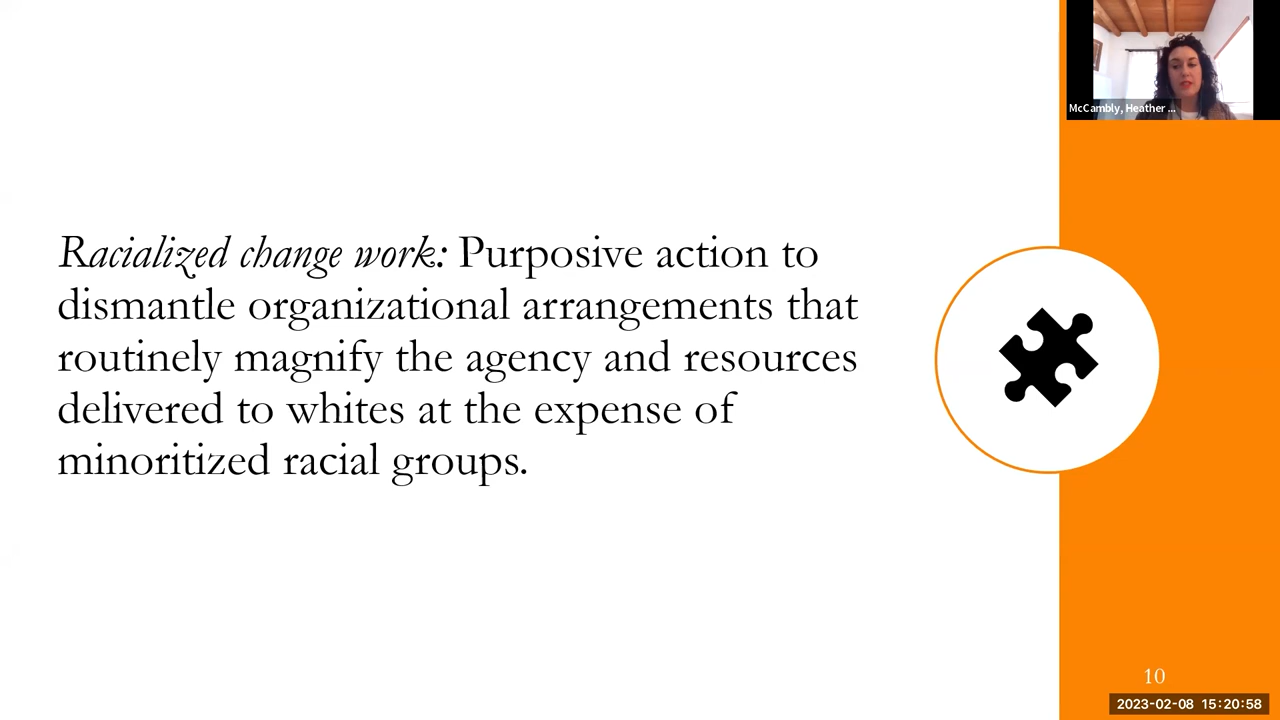 McCambly, Heather ...
Racialized change work: Purposive action to
dismantle organizational arrangements that
routinely magnify the agency and resources
delivered to whites at the expense of
minoritized racial groups.
10
2023-02-08 15:20:58